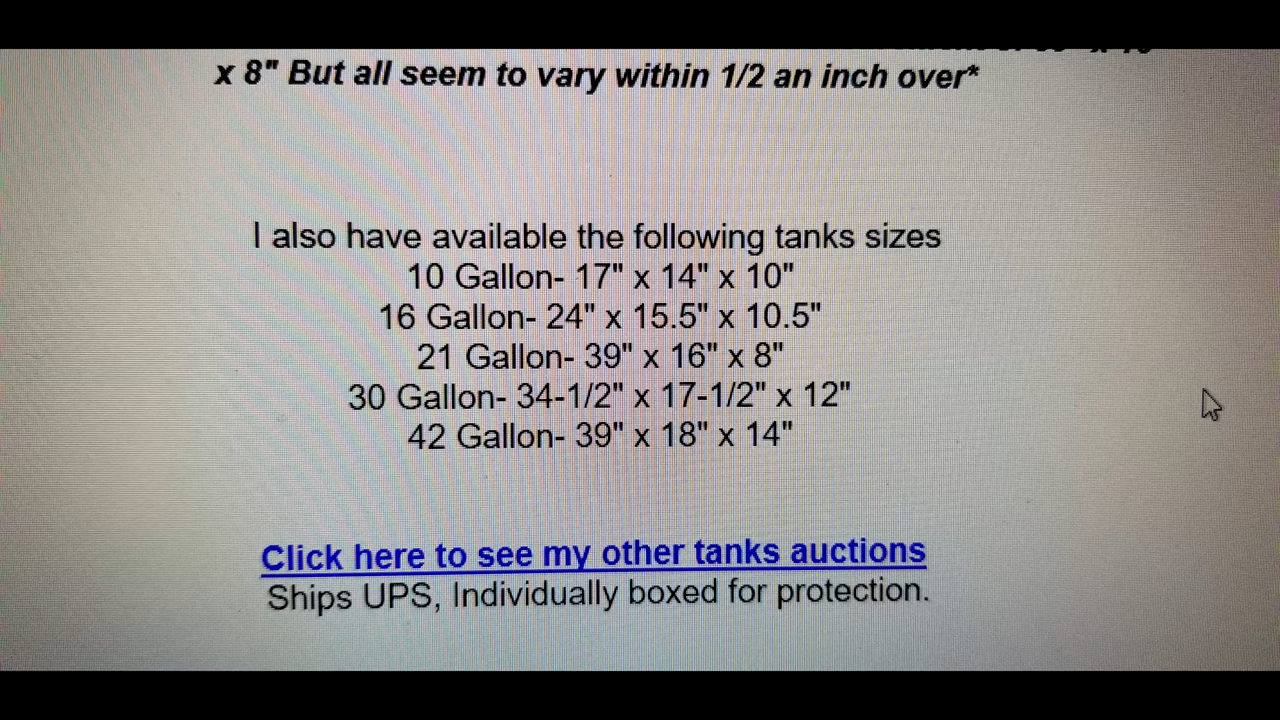 x 8" But all seem to vary within 1/2 an inch over*
I also have available the following tanks sizes
10 Gallon- 17" x 14" x 10"
16 Gallon- 24" x 15.5" x 10.5"
21 Gallon- 39" x 16" x 8"
30 Gallon- 34-1/2" x 17-1/2" x 12"
42 Gallon- 39" x 18" x 14"
Click here to see my other tanks auctions
Ships UPS, Individually boxed for protection.